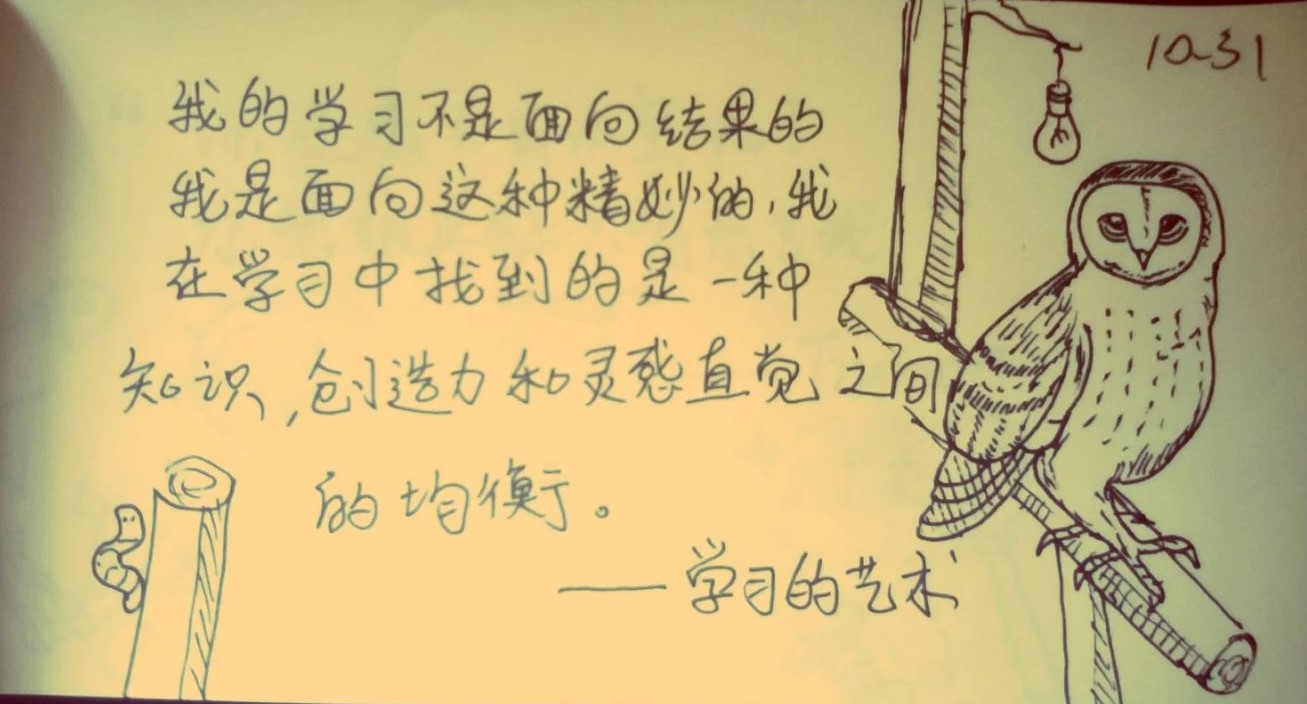 10-31
我的学习不是面向结果的
我是面向这种精妙的,我
在学习中找到的是一种
知识,创造力和灵感直觉之间
的均衡。
——学习的艺术